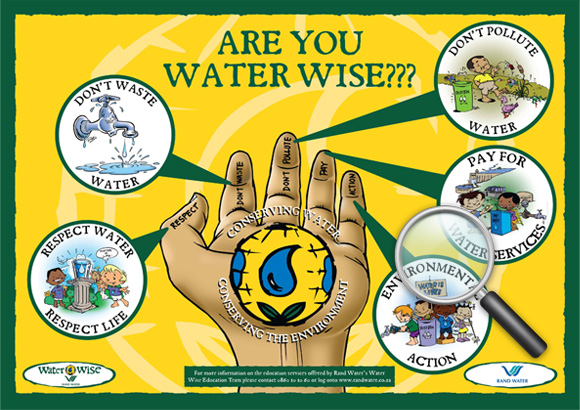 ARE YOU
WATER WISE???
DON'T WASTE
WATER
DON'T POLLUTE
WATER
PAY FOR
WATER SERVICES
RESPECT WATER
RESPECT LIFE
RESPECT
DON'T WASTE
DON'T POLLUTE
PAY
ACTION
CONSERVING WATER
CONSERVING THE ENVIRONMENT
ENVIRONMENT
ACTION
Water Wise
RAND WATER
For more information on the education services offered by Rand Water's Water
Wise Education Team please contact 0860 10 10 60 or log onto www.randwater.co.za
RAND WATER